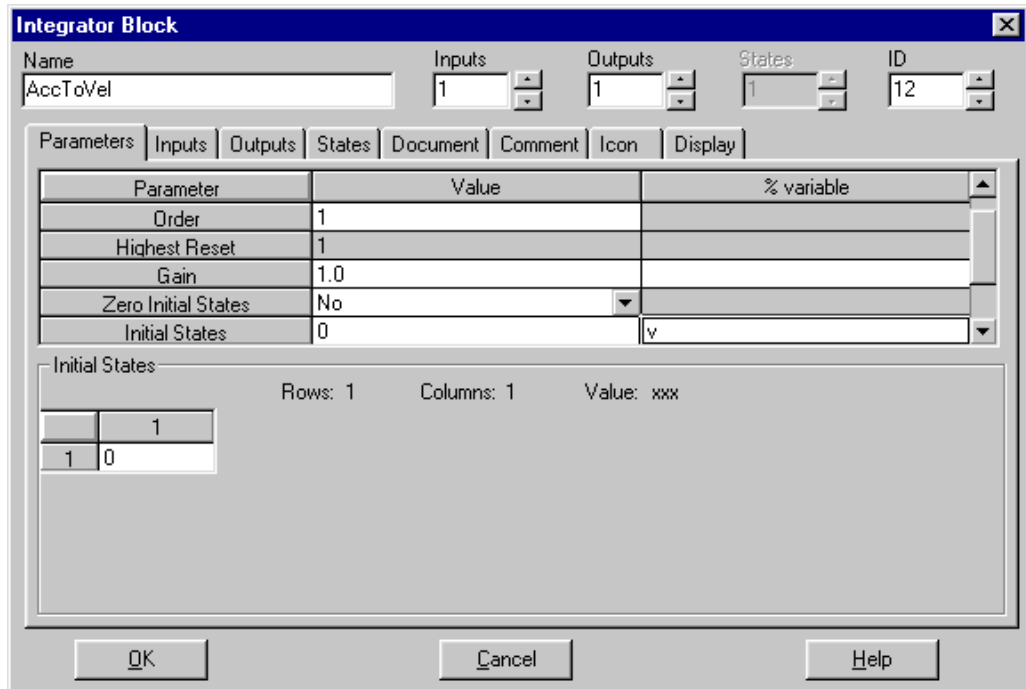 Integrator Block
Name Inputs Outputs States ID
AccToVel 1 1 1 12
Parameters Inputs Outputs States Document Comment Icon Display
Parameter Value % variable
Order 1
Highest Reset 1
Gain 1.0
Zero Initial States No
Initial States 0 v
Initial States
Rows: 1 Columns: 1 Value: xxx
1
1 0
OK Cancel Help